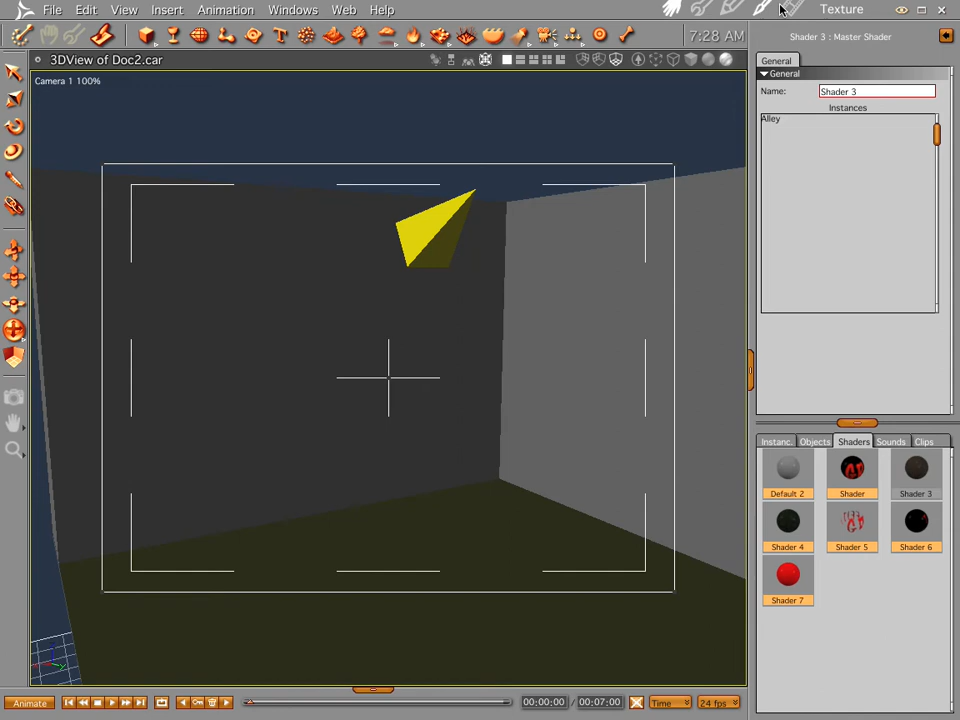 File Edit View Insert Animation Windows Web Help
Texture
7:28 AM
Shader 3 : Master Shader
3DView of Doc2.car
General
General
Camera 1 100%
Name: Shader 3
Instances
Alley
Instanc. Objects Shaders Sounds Clips
Default 2 Shader Shader 3
Shader 4 Shader 5 Shader 6
Shader 7
Animate 00:00:00 / 00:07:00 Time 24 fps